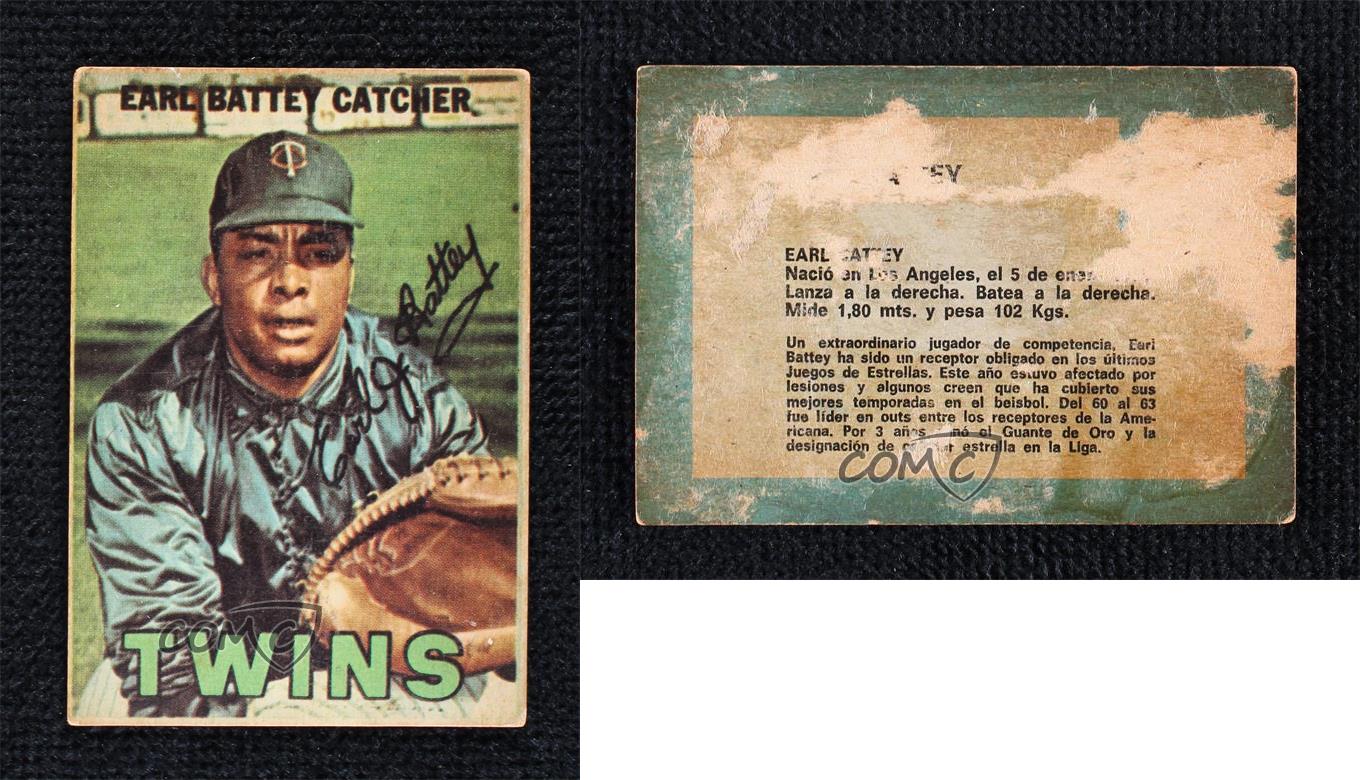 EARL BATTEY CATCHER
Earl Jr. Battey
TWINS
COMC
EARL BATTEY
Nació en Los Angeles, el 5 de
Lanza a la derecha. Batea a la derecha.
Mide 1,80 mts. y pesa 102 Kgs.
Un extraordinario jugador de competencia, Earl
Battey ha sido un receptor obligado en los últimos
Juegos de Estrellas. Este año estuvo afectado por
lesiones y algunos creen que ha cubierto sus
mejores temporadas en el beisbol. Del 60 al 63
fue líder en outs entre los receptores de la Ame-
ricana. Por 3 años el Guante de Oro y la
designación de estrella en la Liga.
COMC